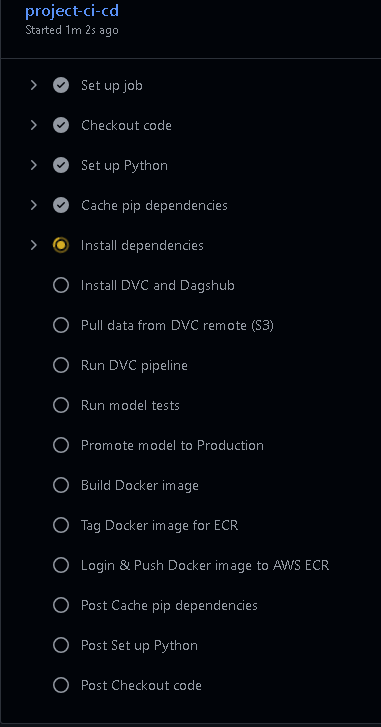 project-ci-cd
Started 1m 2s ago
Set up job
Checkout code
Set up Python
Cache pip dependencies
Install dependencies
Install DVC and Dagshub
Pull data from DVC remote (S3)
Run DVC pipeline
Run model tests
Promote model to Production
Build Docker image
Tag Docker image for ECR
Login & Push Docker image to AWS ECR
Post Cache pip dependencies
Post Set up Python
Post Checkout code